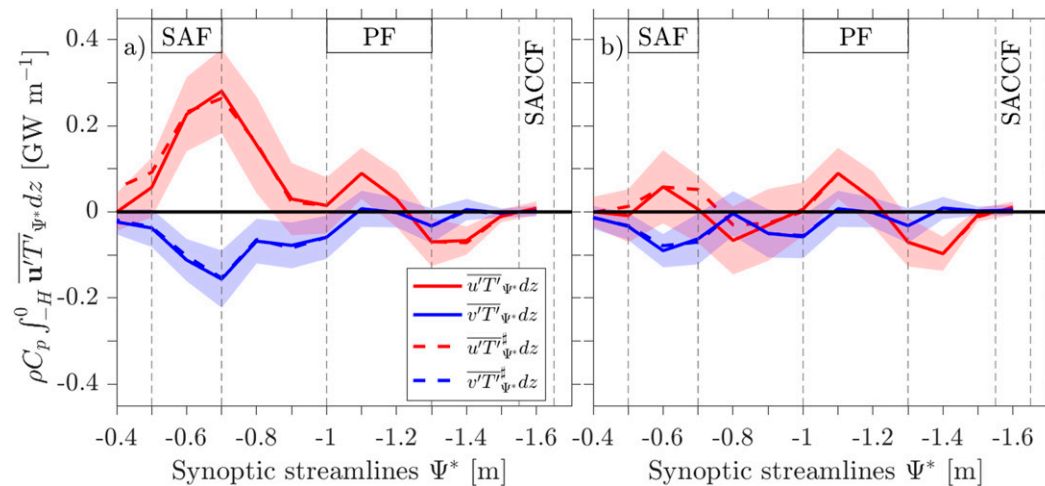 a) SAF PF SACCF
b) SAF PF SACCF
ρC_p ∫_{-H}^{0} \overline{u'T'}_{Ψ*} dz [GW m⁻¹]
0.4
0.2
0
-0.2
-0.4
\overline{u'T'}_{Ψ*} dz
\overline{v'T'}_{Ψ*} dz
\overline{u'T'}^{♯}_{Ψ*} dz
\overline{v'T'}^{♯}_{Ψ*} dz
-0.4 -0.6 -0.8 -1 -1.2 -1.4 -1.6
-0.4 -0.6 -0.8 -1 -1.2 -1.4 -1.6
Synoptic streamlines Ψ* [m]
Synoptic streamlines Ψ* [m]